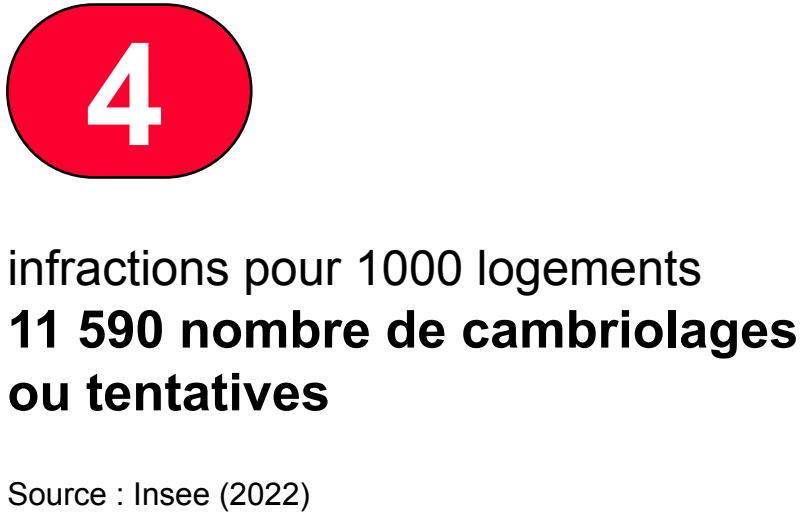 4
infractions pour 1000 logements
11 590 nombre de cambriolages
ou tentatives
Source : Insee (2022)